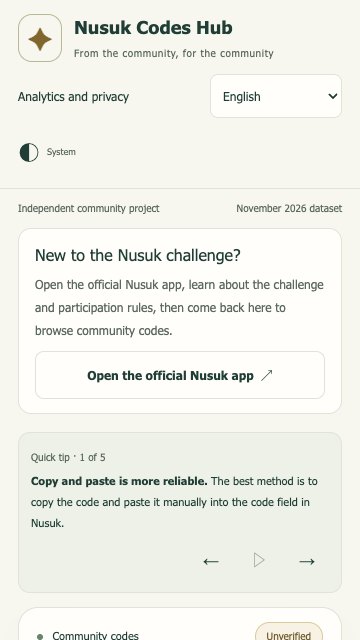 Nusuk Codes Hub
From the community, for the community
Analytics and privacy
English
System
Independent community project
November 2026 dataset
New to the Nusuk challenge?
Open the official Nusuk app, learn about the challenge
and participation rules, then come back here to
browse community codes.
Open the official Nusuk app ↗
Quick tip · 1 of 5
Copy and paste is more reliable. The best method is to
copy the code and paste it manually into the code field in
Nusuk.
Community codes
Unverified